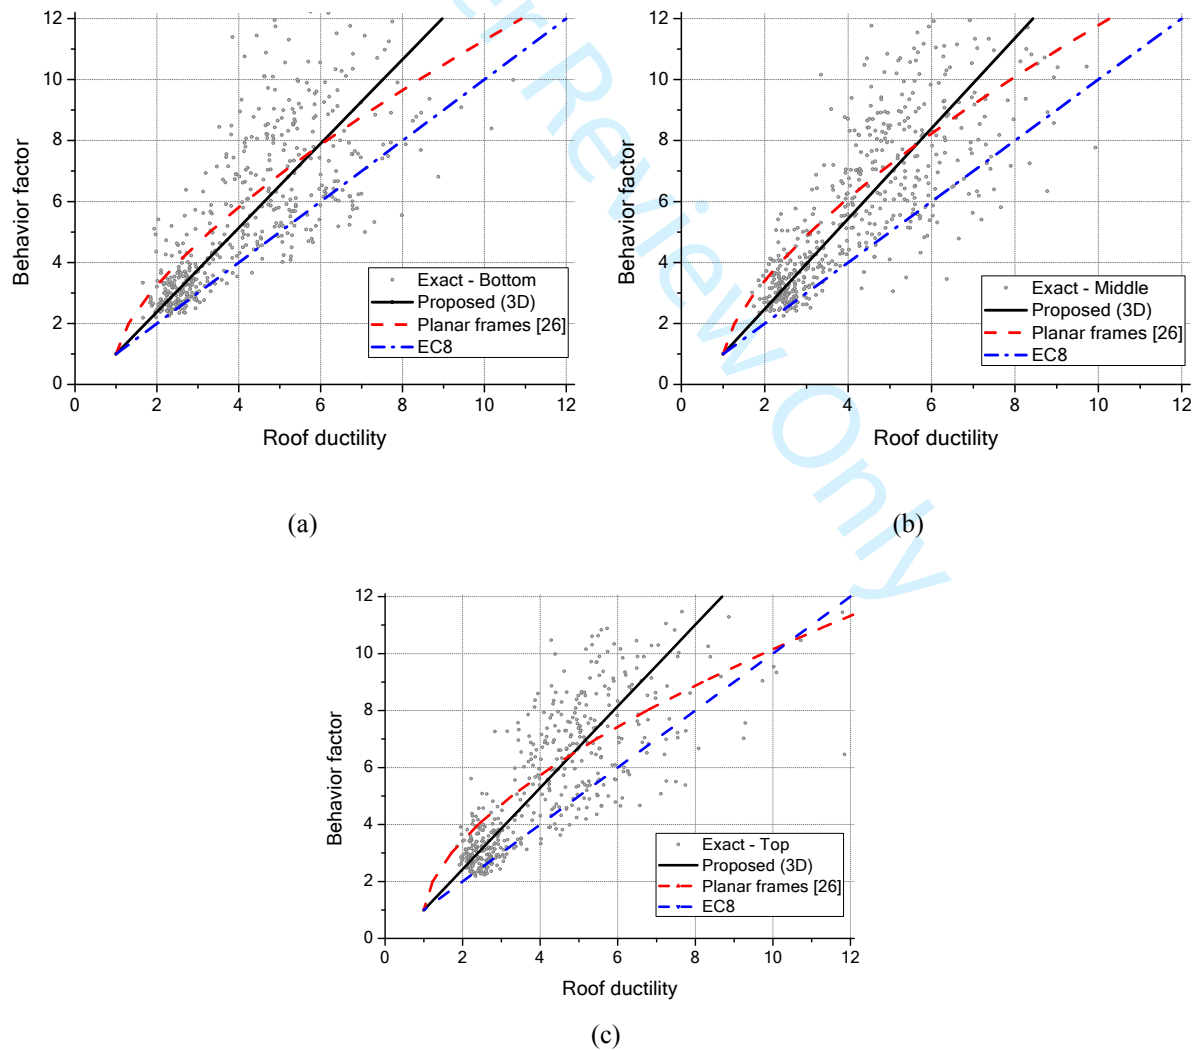 12
10
8
6
4
2
0
0 2 4 6 8 10 12
Behavior factor
Roof ductility
Exact - Bottom
Proposed (3D)
Planar frames [26]
EC8
(a)
12
10
8
6
4
2
0
0 2 4 6 8 10 12
Behavior factor
Roof ductility
Exact - Middle
Proposed (3D)
Planar frames [26]
EC8
(b)
12
10
8
6
4
2
0
0 2 4 6 8 10 12
Behavior factor
Roof ductility
Exact - Top
Proposed (3D)
Planar frames [26]
EC8
(c)
r Review Only